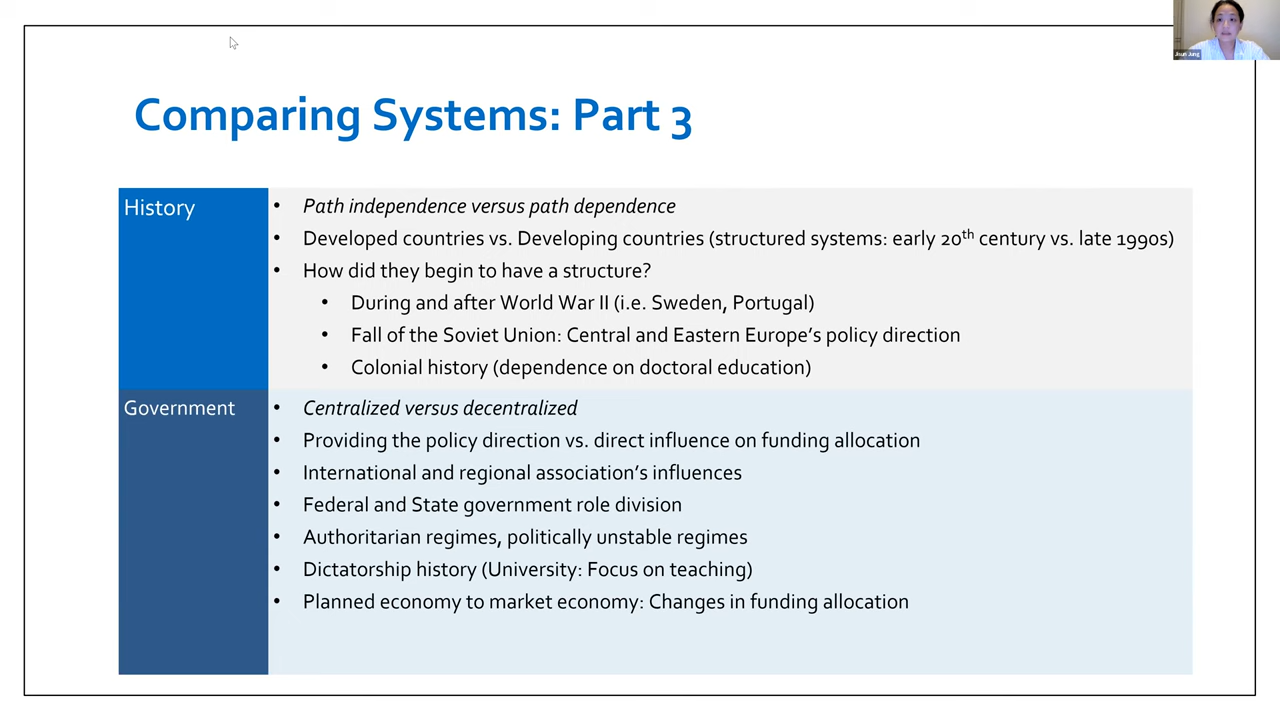 Jisun Jung
Comparing Systems: Part 3
History
• Path independence versus path dependence
• Developed countries vs. Developing countries (structured systems: early 20th century vs. late 1990s)
• How did they begin to have a structure?
• During and after World War II (i.e. Sweden, Portugal)
• Fall of the Soviet Union: Central and Eastern Europe's policy direction
• Colonial history (dependence on doctoral education)
Government
• Centralized versus decentralized
• Providing the policy direction vs. direct influence on funding allocation
• International and regional association's influences
• Federal and State government role division
• Authoritarian regimes, politically unstable regimes
• Dictatorship history (University: Focus on teaching)
• Planned economy to market economy: Changes in funding allocation